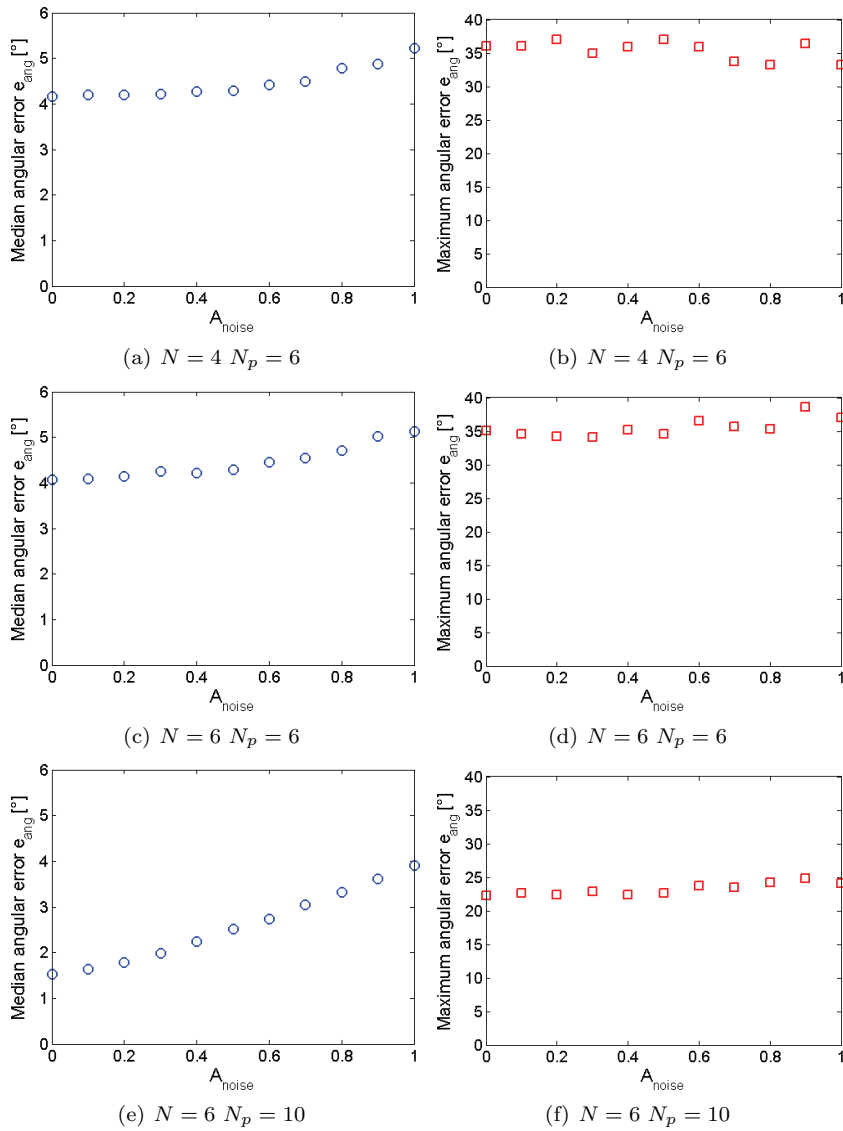 6
5
4
3
2
1
0
Median angular error e_ang [°]
0 0.2 0.4 0.6 0.8 1
A_noise
(a) N = 4 N_p = 6
40
35
30
25
20
15
10
5
0
Maximum angular error e_ang [°]
0 0.2 0.4 0.6 0.8 1
A_noise
(b) N = 4 N_p = 6
6
5
4
3
2
1
0
Median angular error e_ang [°]
0 0.2 0.4 0.6 0.8 1
A_noise
(c) N = 6 N_p = 6
40
35
30
25
20
15
10
5
0
Maximum angular error e_ang [°]
0 0.2 0.4 0.6 0.8 1
A_noise
(d) N = 6 N_p = 6
6
5
4
3
2
1
0
Median angular error e_ang [°]
0 0.2 0.4 0.6 0.8 1
A_noise
(e) N = 6 N_p = 10
40
35
30
25
20
15
10
5
0
Maximum angular error e_ang [°]
0 0.2 0.4 0.6 0.8 1
A_noise
(f) N = 6 N_p = 10